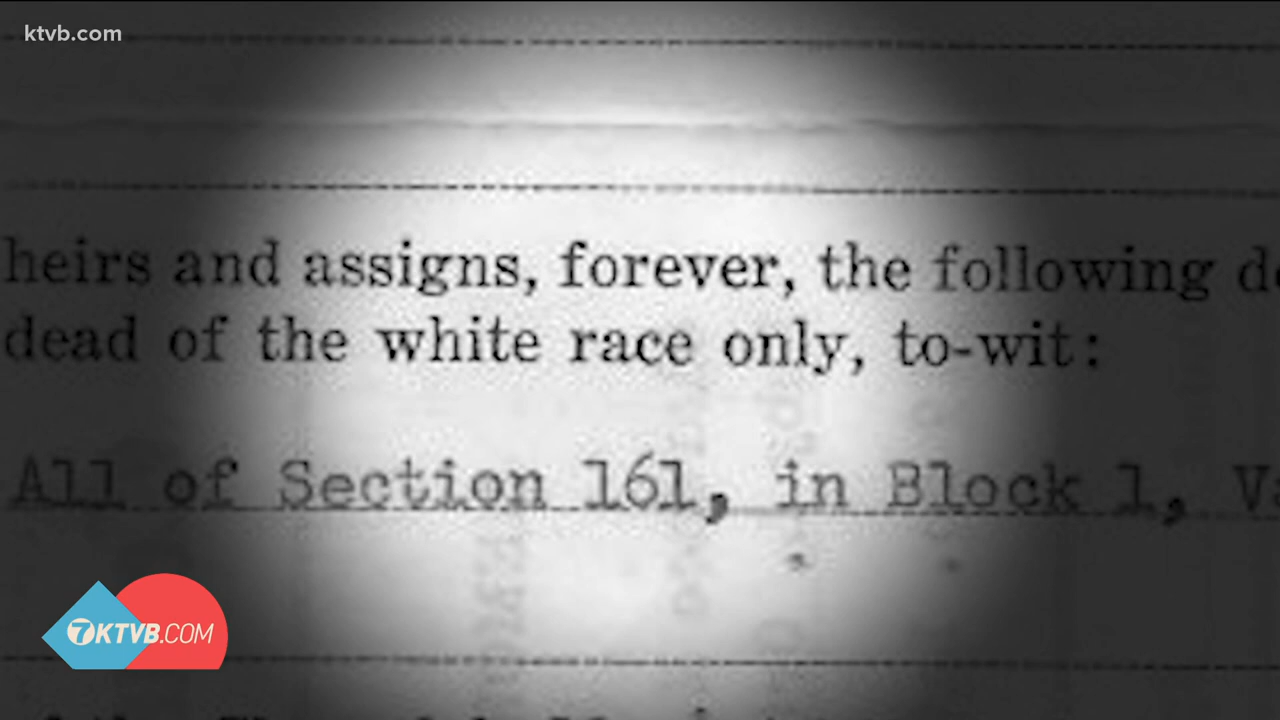 ktvb.com
heirs and assigns, forever, the following
dead of the white race only, to-wit:
All of Section 161, in Block 1,
7KTVB.COM